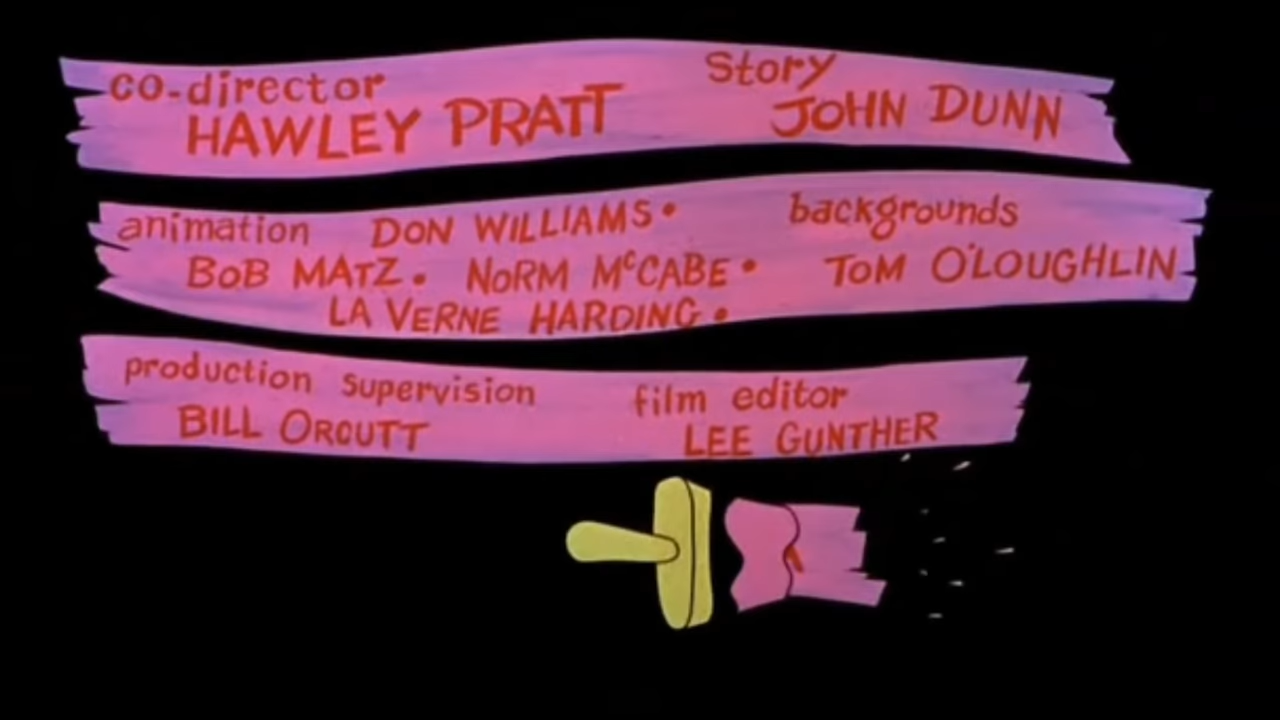 co-director
HAWLEY PRATT
Story
JOHN DUNN
animation DON WILLIAMS •
BOB MATZ • NORM McCABE •
LA VERNE HARDING •
backgrounds
TOM O'LOUGHLIN
production supervision
BILL ORCUTT
film editor
LEE GUNTHER